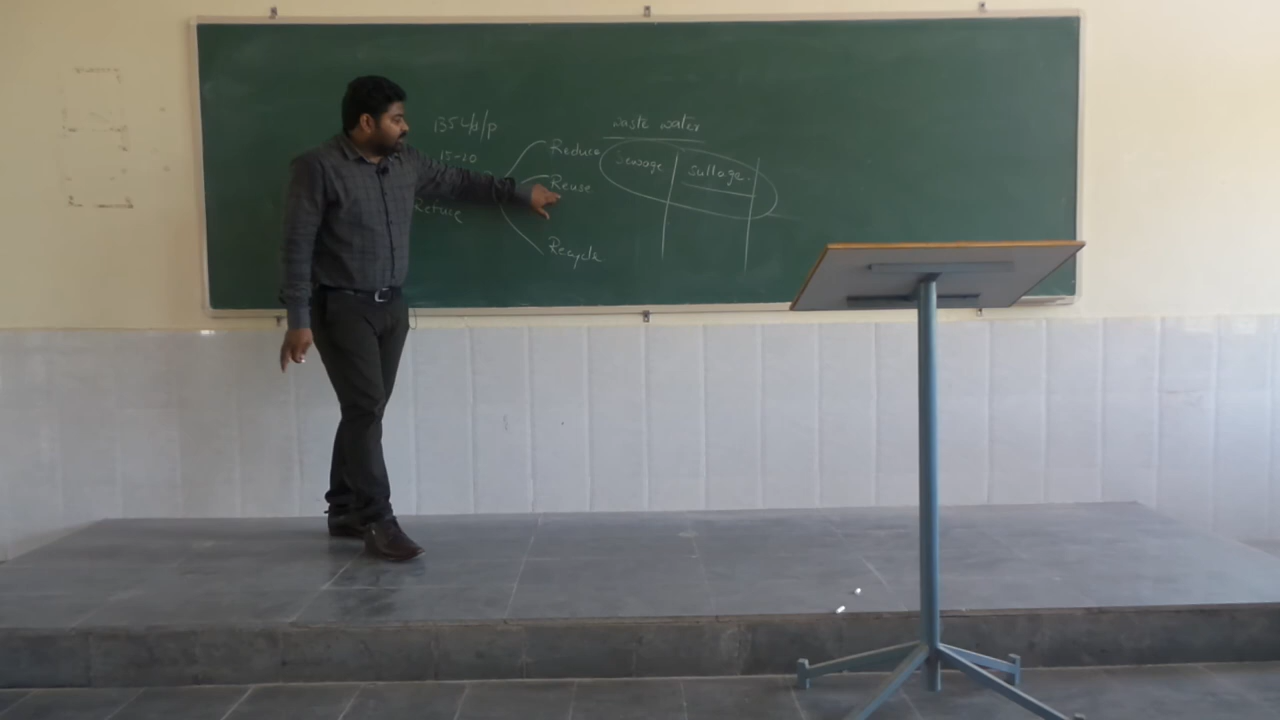 135 L/d/p
15-20
Refuse
Reduce
Reuse
Recycle
waste water
sewage
sullage.